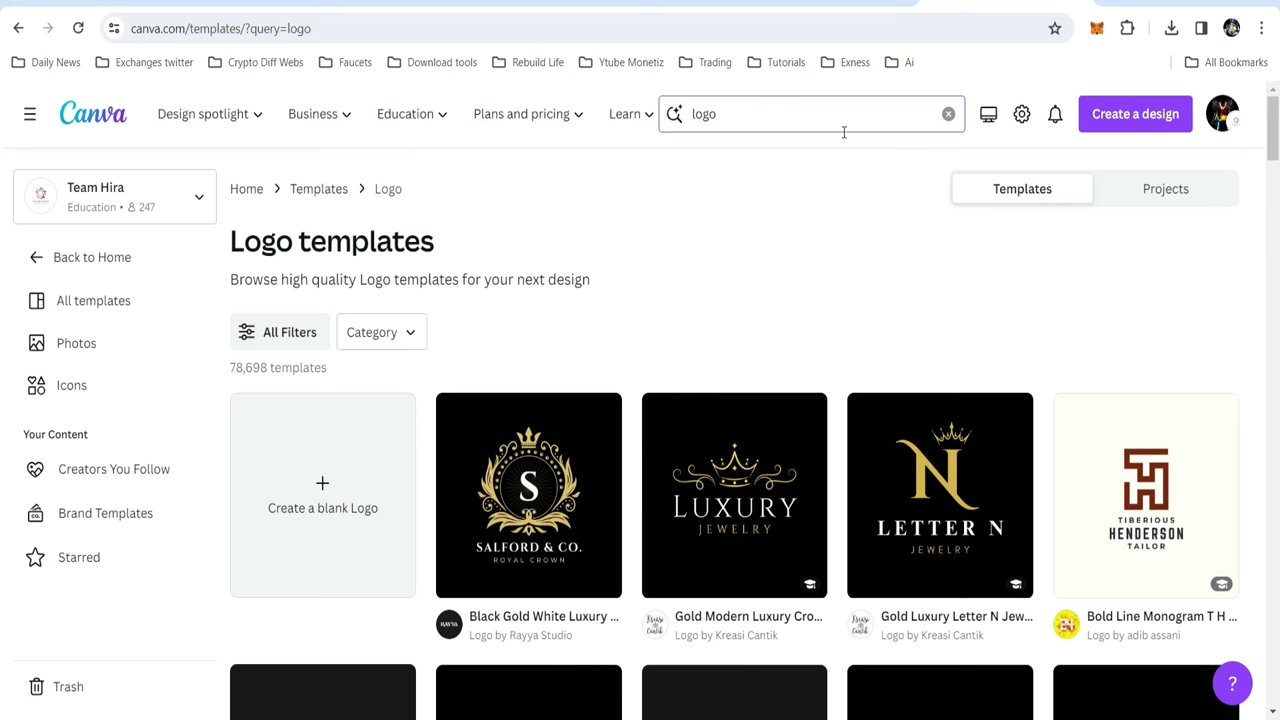 canva.com/templates/?query=logo
Daily News
Exchanges twitter
Crypto Diff Webs
Faucets
Download tools
Rebuild Life
Ytube Monetiz
Trading
Tutorials
Exness
Ai
All Bookmarks
Canva
Design spotlight
Business
Education
Plans and pricing
Learn
logo
Create a design
Team Hira
Education • 247
Home
Templates
Logo
Templates
Projects
Back to Home
All templates
Photos
Icons
Your Content
Creators You Follow
Brand Templates
Starred
Trash
Logo templates
Browse high quality Logo templates for your next design
All Filters
Category
78,698 templates
+
Create a blank Logo
S
SALFORD & CO.
ROYAL CROWN
LUXURY
JEWELRY
N
LETTER N
JEWELRY
TH
TIBERIOUS
HENDERSON
TAILOR
RAYYA
Black Gold White Luxury ...
Logo by Rayya Studio
Kreasi Cantik
Gold Modern Luxury Cro...
Logo by Kreasi Cantik
Kreasi Cantik
Gold Luxury Letter N Jew...
Logo by Kreasi Cantik
Bold Line Monogram T H ...
Logo by adib assani
?